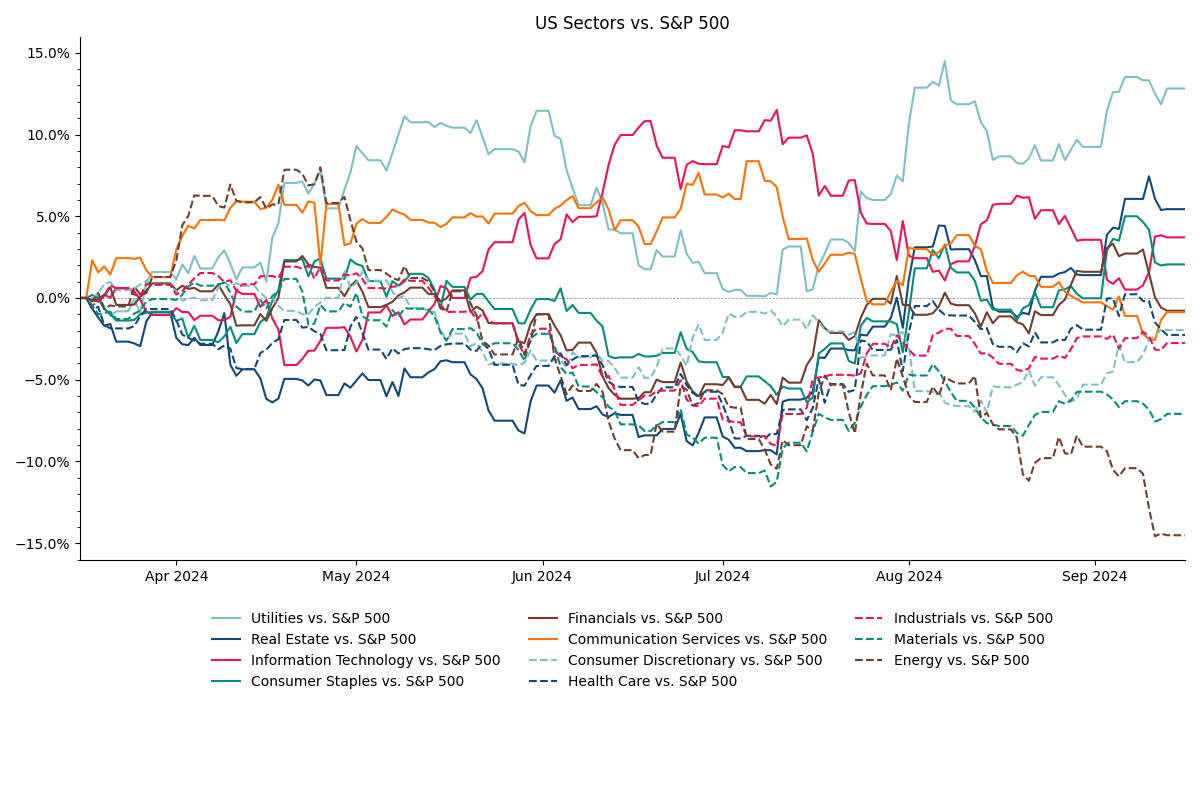 US Sectors vs. S&P 500
15.0%
10.0%
5.0%
0.0%
−5.0%
−10.0%
−15.0%
Apr 2024 May 2024 Jun 2024 Jul 2024 Aug 2024 Sep 2024
Utilities vs. S&P 500 Financials vs. S&P 500 Industrials vs. S&P 500
Real Estate vs. S&P 500 Communication Services vs. S&P 500 Materials vs. S&P 500
Information Technology vs. S&P 500 Consumer Discretionary vs. S&P 500 Energy vs. S&P 500
Consumer Staples vs. S&P 500 Health Care vs. S&P 500